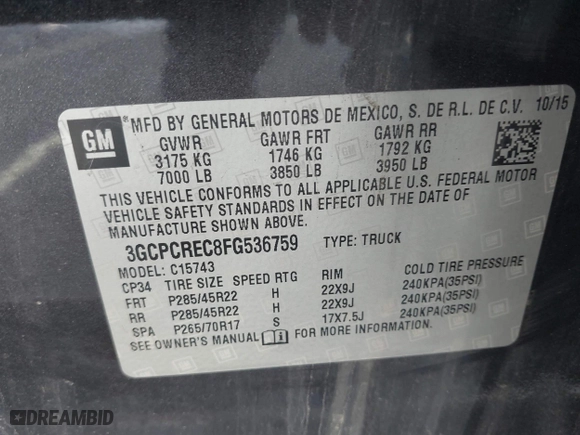 GM
® MFD BY GENERAL MOTORS DE MEXICO, S. DE R.L. DE C.V. 10/15
GVWR GAWR FRT GAWR RR
3175 KG 1746 KG 1792 KG
7000 LB 3850 LB 3950 LB
THIS VEHICLE CONFORMS TO ALL APPLICABLE U.S. FEDERAL MOTOR
VEHICLE SAFETY STANDARDS IN EFFECT ON THE DATE OF
MANUFACTURE SHOWN ABOVE.
3GCPCREC8FG536759 TYPE: TRUCK
MODEL: C15743
CP34 TIRE SIZE SPEED RTG RIM COLD TIRE PRESSURE
FRT P285/45R22 H 22X9J 240KPA(35PSI)
RR P285/45R22 H 22X9J 240KPA(35PSI)
SPA P265/70R17 S 17X7.5J 240KPA(35PSI)
SEE OWNER'S MANUAL FOR MORE INFORMATION.
DREAMBID